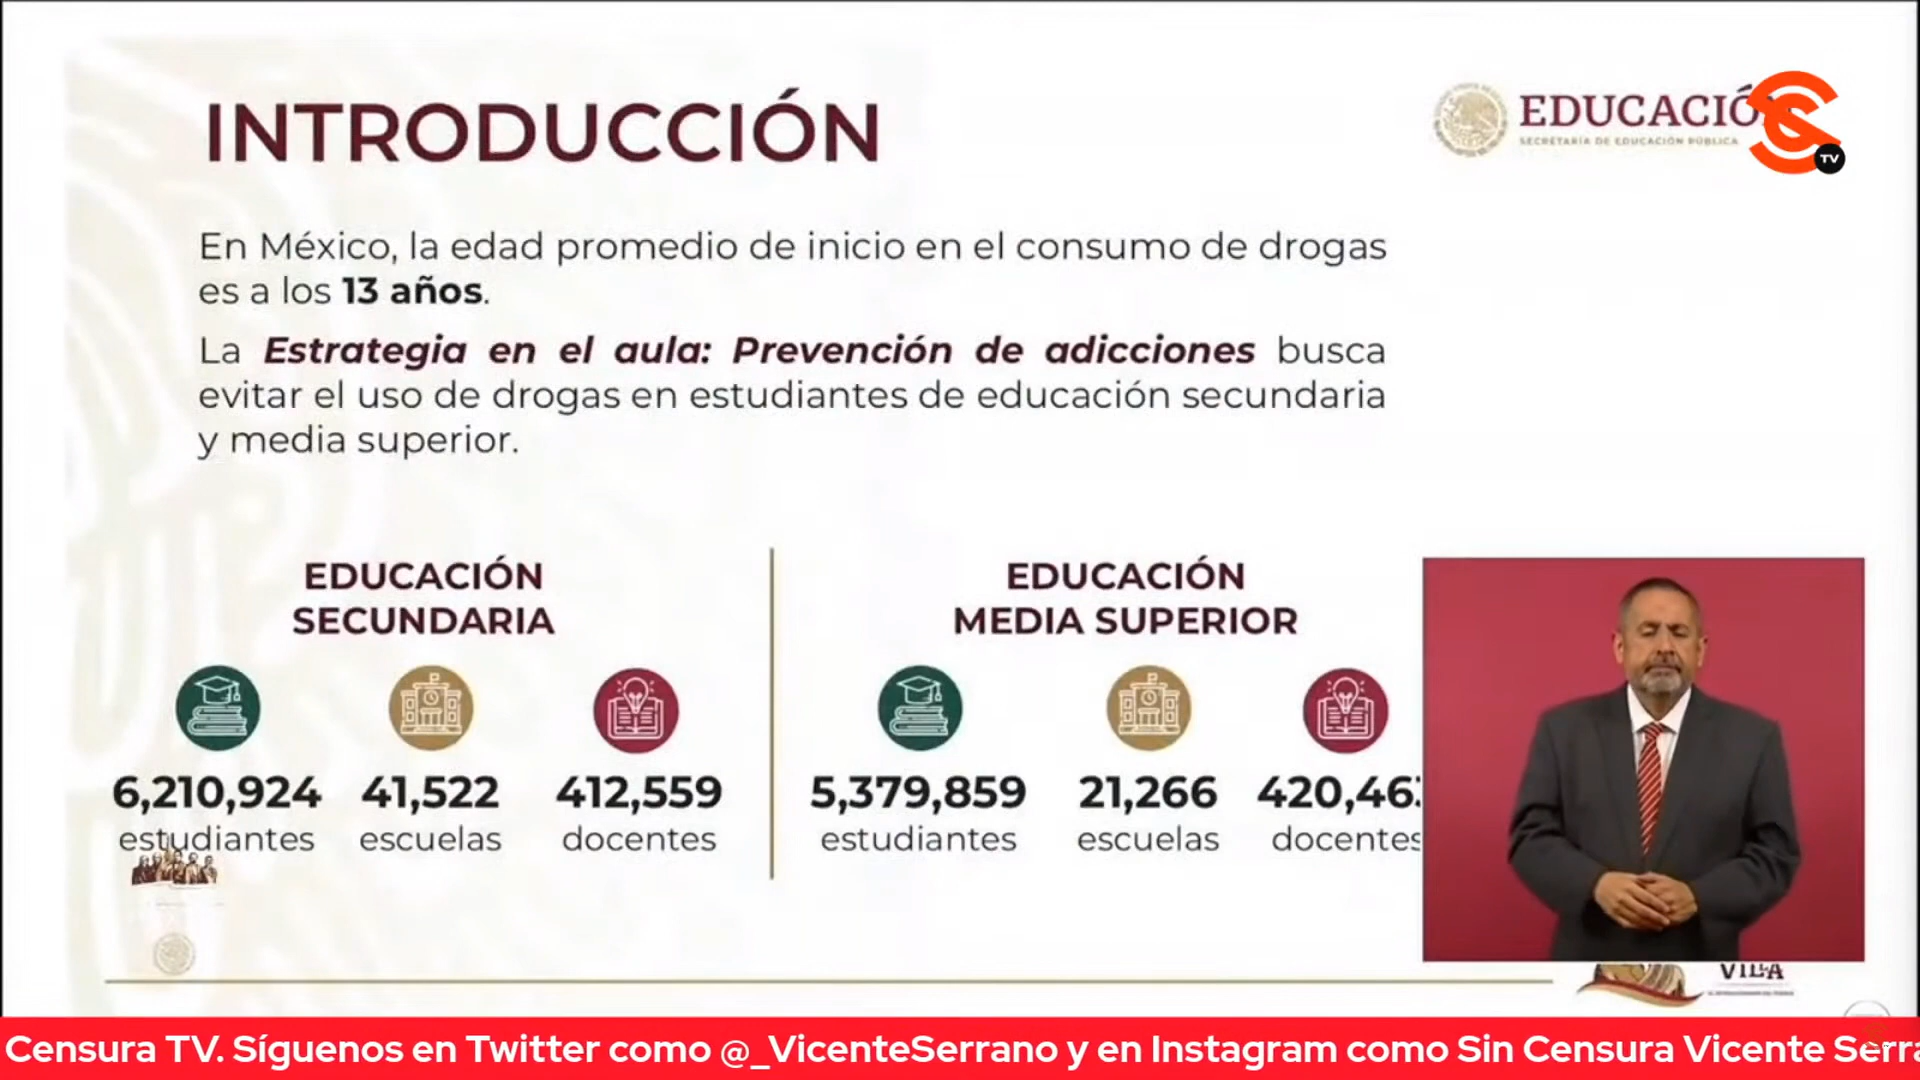 INTRODUCCIÓN
EDUCACIÓ
SECRETARÍA DE EDUCACIÓN PÚBLICA
TV
En México, la edad promedio de inicio en el consumo de drogas
es a los 13 años.
La Estrategia en el aula: Prevención de adicciones busca
evitar el uso de drogas en estudiantes de educación secundaria
y media superior.
EDUCACIÓN
SECUNDARIA
6,210,924 41,522 412,559
estudiantes escuelas docentes
EDUCACIÓN
MEDIA SUPERIOR
5,379,859 21,266 420,46
estudiantes escuelas docentes
VILLA
Censura TV. Síguenos en Twitter como @_VicenteSerrano y en Instagram como Sin Censura Vicente Serra